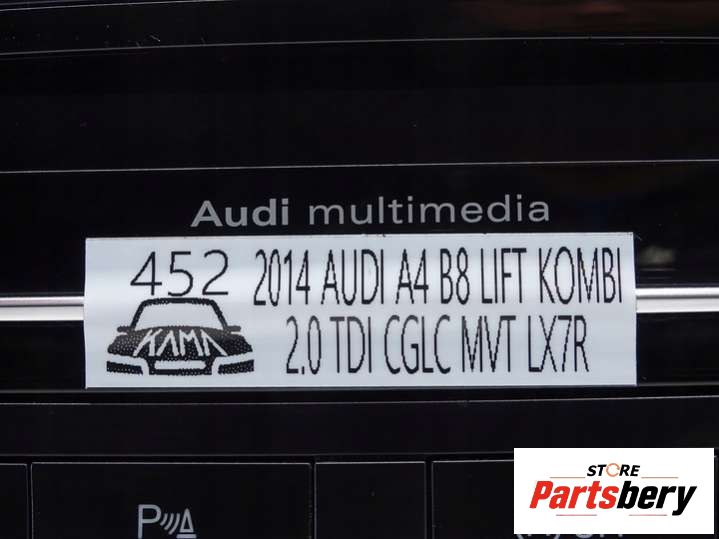 Audi multimedia
452
2014 AUDI A4 B8 LIFT KOMBI
KAMA
2.0 TDI CGLC MVT LX7R
P
STORE
Partsbery